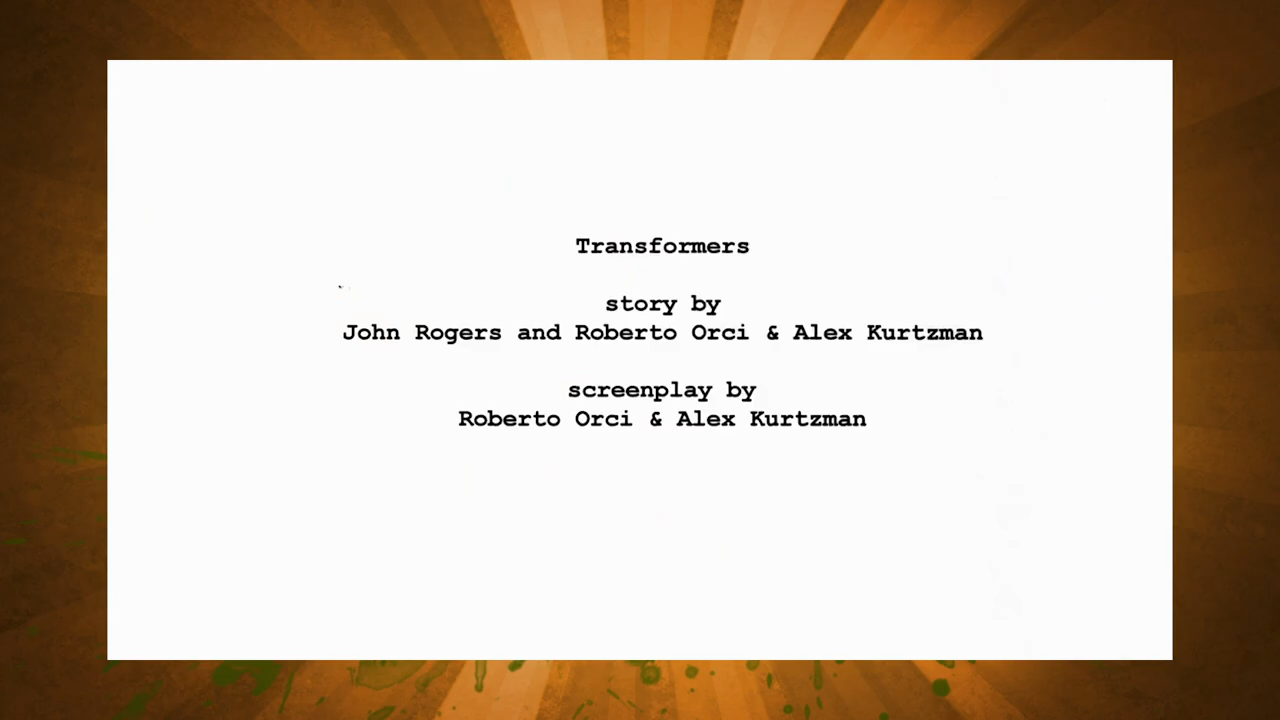 Transformers
story by
John Rogers and Roberto Orci & Alex Kurtzman
screenplay by
Roberto Orci & Alex Kurtzman